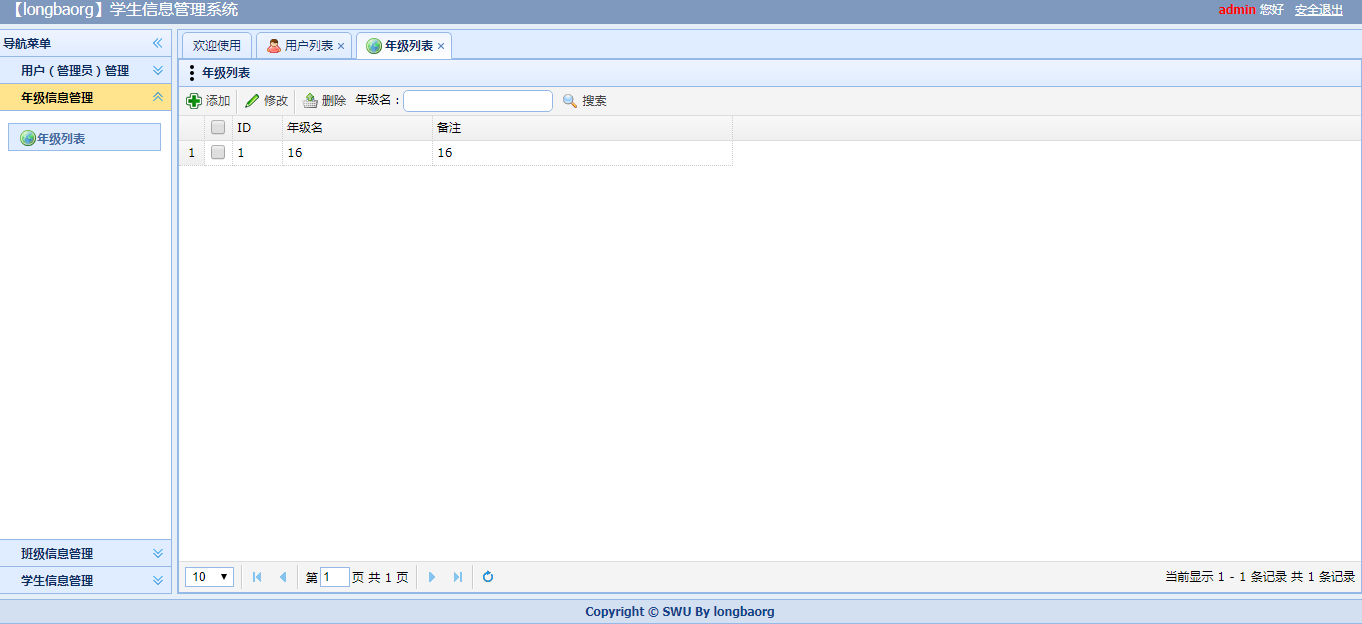 【longbaorg】学生信息管理系统
admin 您好 安全退出
导航菜单
用户（管理员）管理
年级信息管理
年级列表
班级信息管理
学生信息管理
欢迎使用 用户列表 年级列表
年级列表
添加 修改 删除 年级名： 搜索
ID 年级名 备注
1 1 16 16
10 第 1 页 共 1 页 当前显示 1 - 1 条记录 共 1 条记录
Copyright © SWU By longbaorg